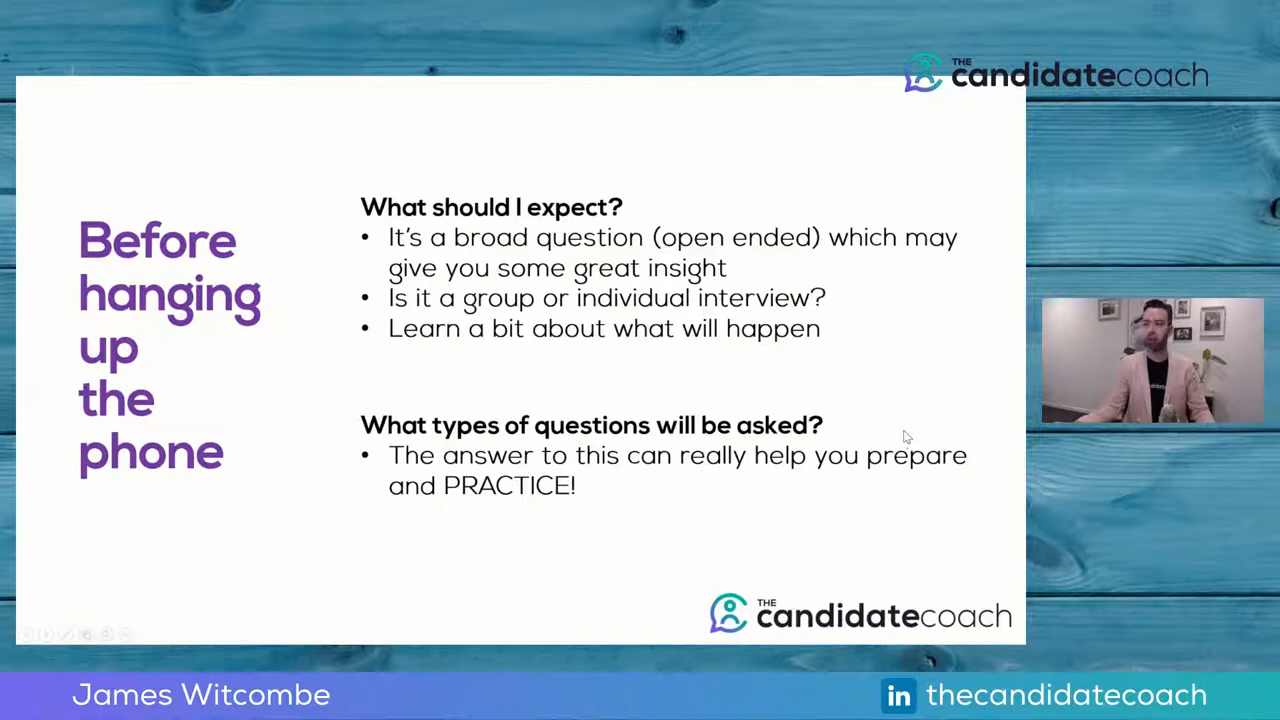 THE
candidatecoach
Before
hanging
up
the
phone
What should I expect?
• It's a broad question (open ended) which may
give you some great insight
• Is it a group or individual interview?
• Learn a bit about what will happen
What types of questions will be asked?
• The answer to this can really help you prepare
and PRACTICE!
THE
candidatecoach
James Witcombe
in thecandidatecoach